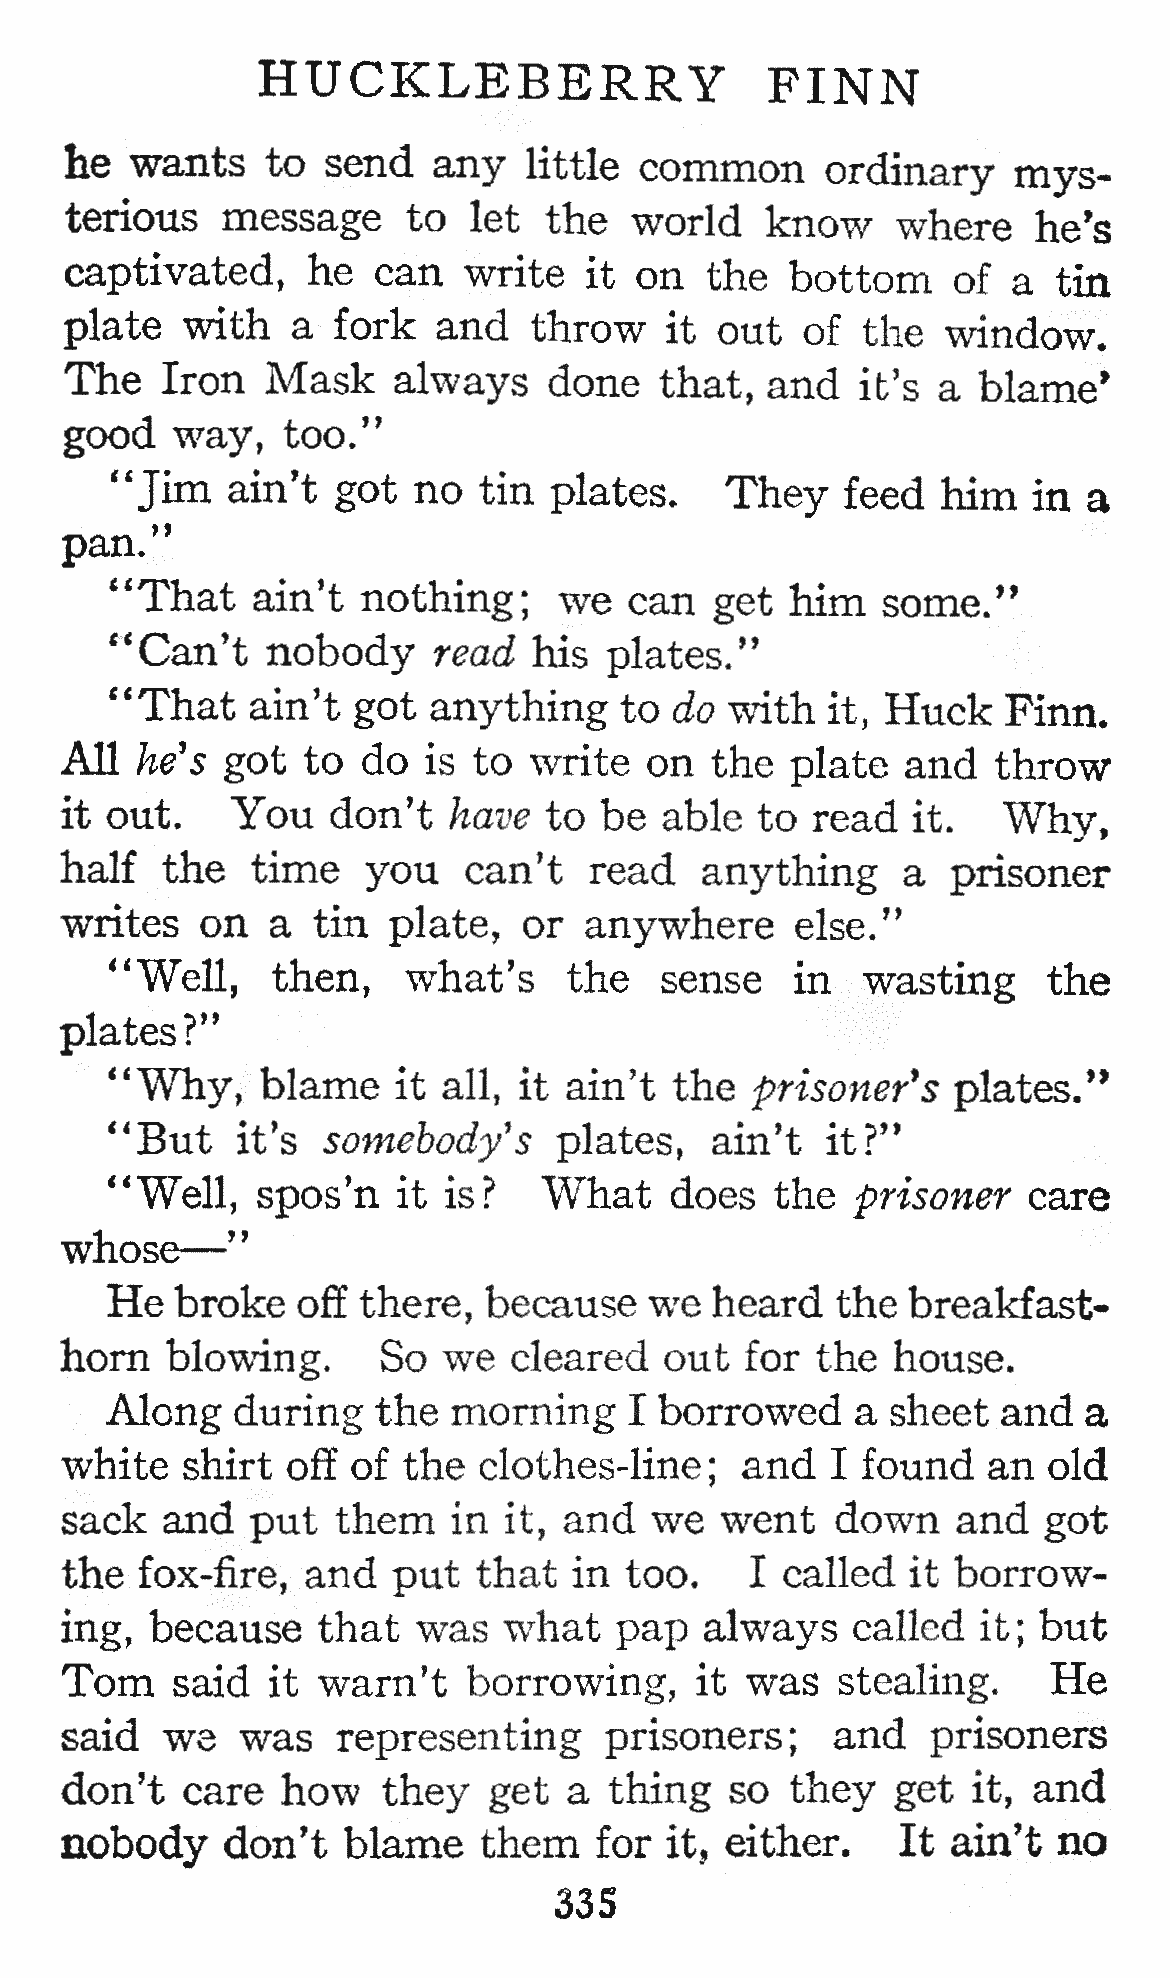 HUCKLEBERRY FINN
he wants to send any little common ordinary mys-
terious message to let the world know where he's
captivated, he can write it on the bottom of a tin
plate with a fork and throw it out of the window.
The Iron Mask always done that, and it's a blame'
good way, too."
"Jim ain't got no tin plates. They feed him in a
pan."
"That ain't nothing; we can get him some."
"Can't nobody read his plates."
"That ain't got anything to do with it, Huck Finn.
All he's got to do is to write on the plate and throw
it out. You don't have to be able to read it. Why,
half the time you can't read anything a prisoner
writes on a tin plate, or anywhere else."
"Well, then, what's the sense in wasting the
plates?"
"Why, blame it all, it ain't the prisoner's plates."
"But it's somebody's plates, ain't it?"
"Well, spos'n it is? What does the prisoner care
whose—"
He broke off there, because we heard the breakfast-
horn blowing. So we cleared out for the house.
Along during the morning I borrowed a sheet and a
white shirt off of the clothes-line; and I found an old
sack and put them in it, and we went down and got
the fox-fire, and put that in too. I called it borrow-
ing, because that was what pap always called it; but
Tom said it warn't borrowing, it was stealing. He
said we was representing prisoners; and prisoners
don't care how they get a thing so they get it, and
nobody don't blame them for it, either. It ain't no
335